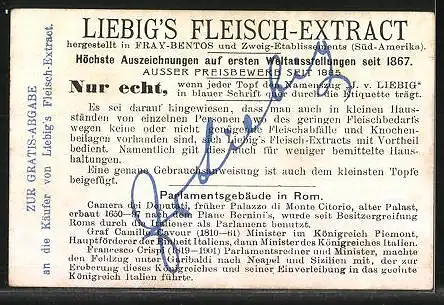 LIEBIG'S FLEISCH-EXTRACT
hergestellt in FRAY-BENTOS und Zweig-Etablissements (Süd-Amerika).
Höchste Auszeichnungen auf ersten Weltausstellungen seit 1867.
AUSSER PREISBEWERB SEIT 1885.
Nur echt, wenn jeder Topf den Namenszug „J. v. LIEBIG“
in blauer Schrift quer durch die Etiquette trägt.
Es sei darauf hingewiesen, dass man auch in kleinen Haus-
ständen von einzelnen Personen, wo des geringen Fleischbedarfs
wegen keine oder nicht genug Fleischabfälle und Knochen-
beilagen vorhanden sind, sich Liebig's Fleisch-Extracts mit Vortheil
bedient. Namentlich gilt dies auch für weniger bemittelte Haus-
haltungen.
Eine genaue Gebrauchsanweisung ist auch dem kleinsten Topfe
beigefügt.
Parlamentsgebäude in Rom.
Camera dei Deputati, früher Palazzo di Monte Citorio, alter Palast,
erbaut 1650 nach dem Plane Bernini's, wurde seit Besitzergreifung
Roms durch die Italiener als Parlament benutzt.
Graf Camillo Cavour (1810–61) Minister im Königreich Piemont,
Hauptförderer der Einheit Italiens, dann Minister des Königreiches Italien.
Francesco Crispi (1819–1901) Parlamentsredner und Minister, machte
den Feldzug unter Garibaldi nach Neapel und Sizilien mit, der zur
Eroberung dieses Königreiches und seiner Einverleibung in das geeinte
Königreich Italien führte.
ZUR GRATIS-ABGABE
an die Käufer von Liebig's Fleisch-Extract.
J v Liebig